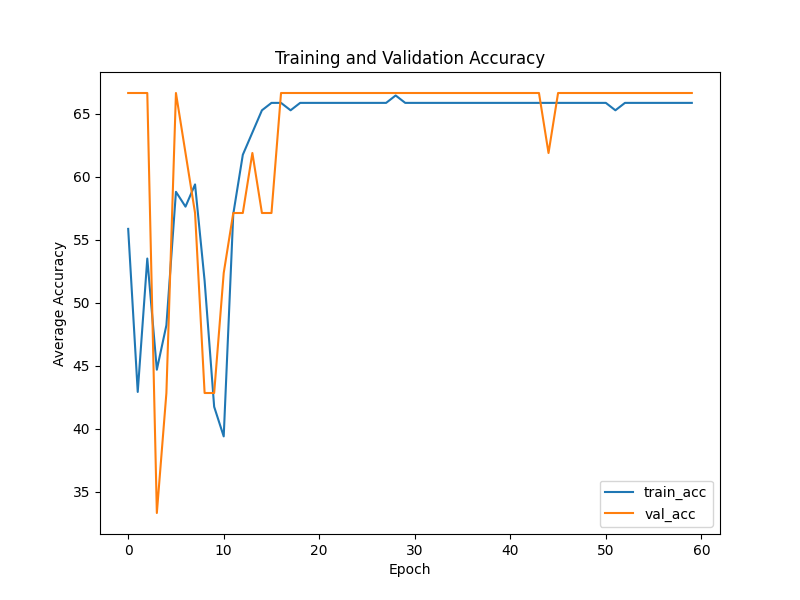 Training and Validation Accuracy
Average Accuracy
65
60
55
50
45
40
35
0 10 20 30 40 50 60
Epoch
train_acc
val_acc